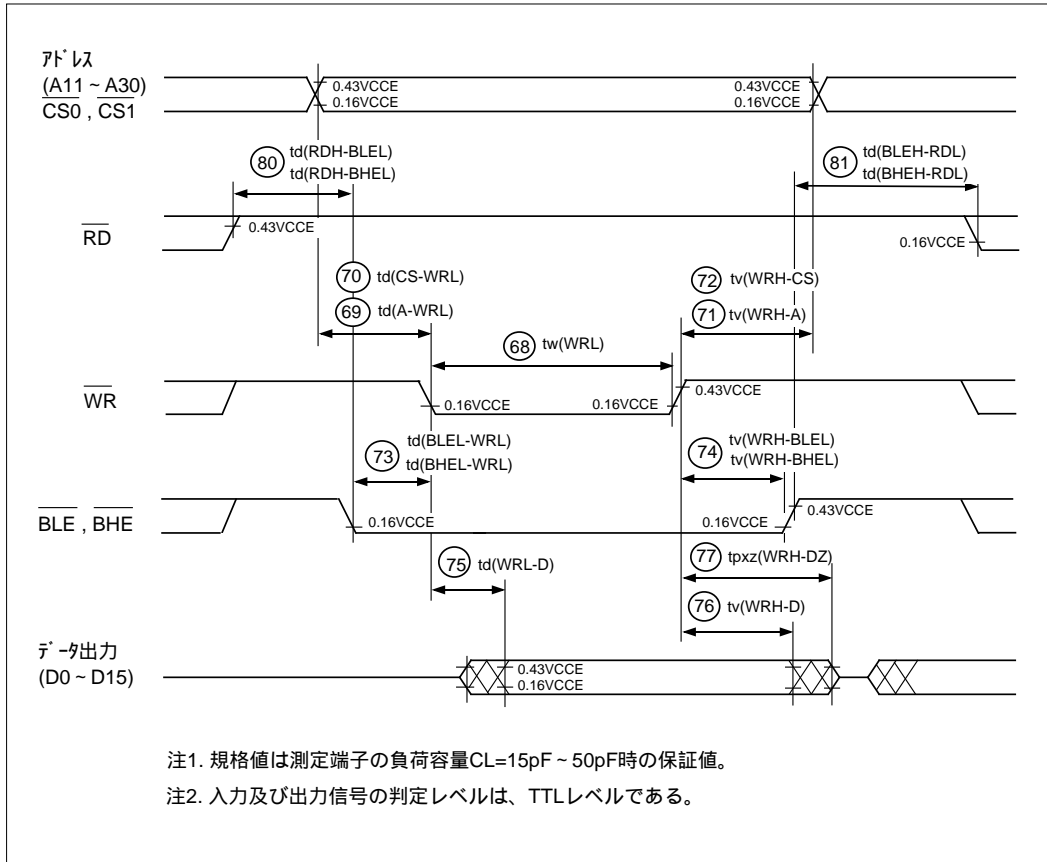 アドレス
(A11 ~ A30)
CS0 , CS1
0.43VCCE
0.16VCCE
0.43VCCE
0.16VCCE
80 td(RDH-BLEL)
td(RDH-BHEL)
81 td(BLEH-RDL)
td(BHEH-RDL)
RD
0.43VCCE
0.16VCCE
70 td(CS-WRL)
72 tv(WRH-CS)
69 td(A-WRL)
71 tv(WRH-A)
68 tw(WRL)
WR
0.16VCCE
0.16VCCE
0.43VCCE
73 td(BLEL-WRL)
td(BHEL-WRL)
74 tv(WRH-BLEL)
tv(WRH-BHEL)
BLE , BHE
0.16VCCE
0.16VCCE
0.43VCCE
75 td(WRL-D)
77 tpxz(WRH-DZ)
76 tv(WRH-D)
データ出力
(D0 ~ D15)
0.43VCCE
0.16VCCE
注1. 規格値は測定端子の負荷容量CL=15pF ~ 50pF時の保証値。
注2. 入力及び出力信号の判定レベルは、TTLレベルである。